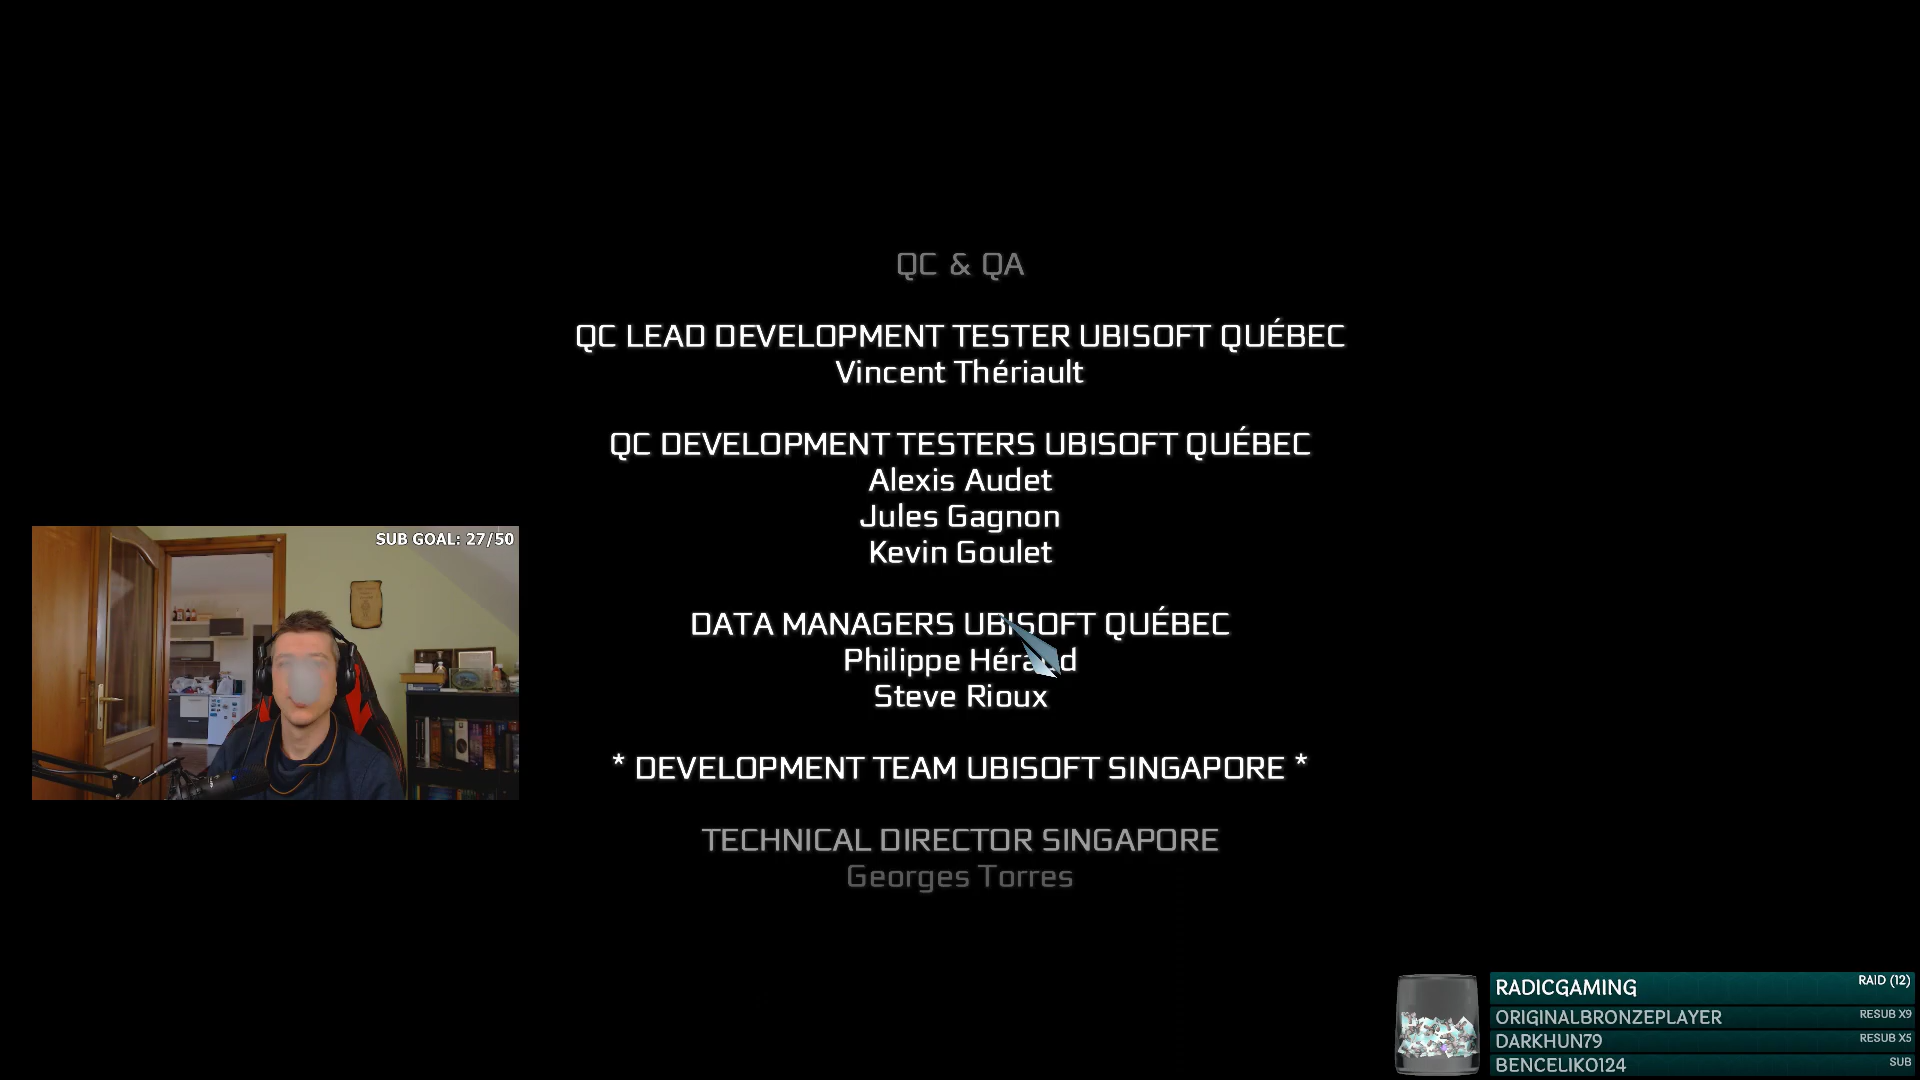 QC & QA
QC LEAD DEVELOPMENT TESTER UBISOFT QUÉBEC
Vincent Thériault
QC DEVELOPMENT TESTERS UBISOFT QUÉBEC
Alexis Audet
Jules Gagnon
Kevin Goulet
DATA MANAGERS UBISOFT QUÉBEC
Philippe
Steve Rioux
* DEVELOPMENT TEAM UBISOFT SINGAPORE *
TECHNICAL DIRECTOR SINGAPORE
Georges Torres
SUB GOAL: 27/50
RADICGAMING RAID (12)
ORIGINALBRONZEPLAYER RESUB X9
DARKHUN79 RESUB X5
BENCELIKO124 SUB